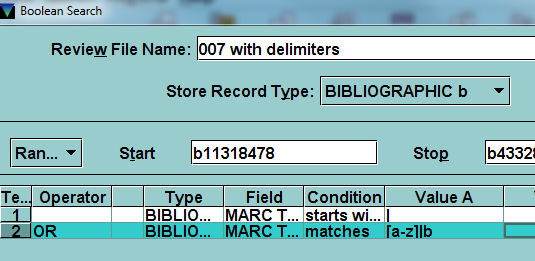 Boolean Search
Review File Name: 007 with delimiters
Store Record Type: BIBLIOGRAPHIC b
Ran... Start b11318478 Stop b4332
Te... Operator Type Field Condition Value A
1 BIBLIO... MARC T... starts wi... |
2 OR BIBLIO... MARC T... matches [a-z]|b